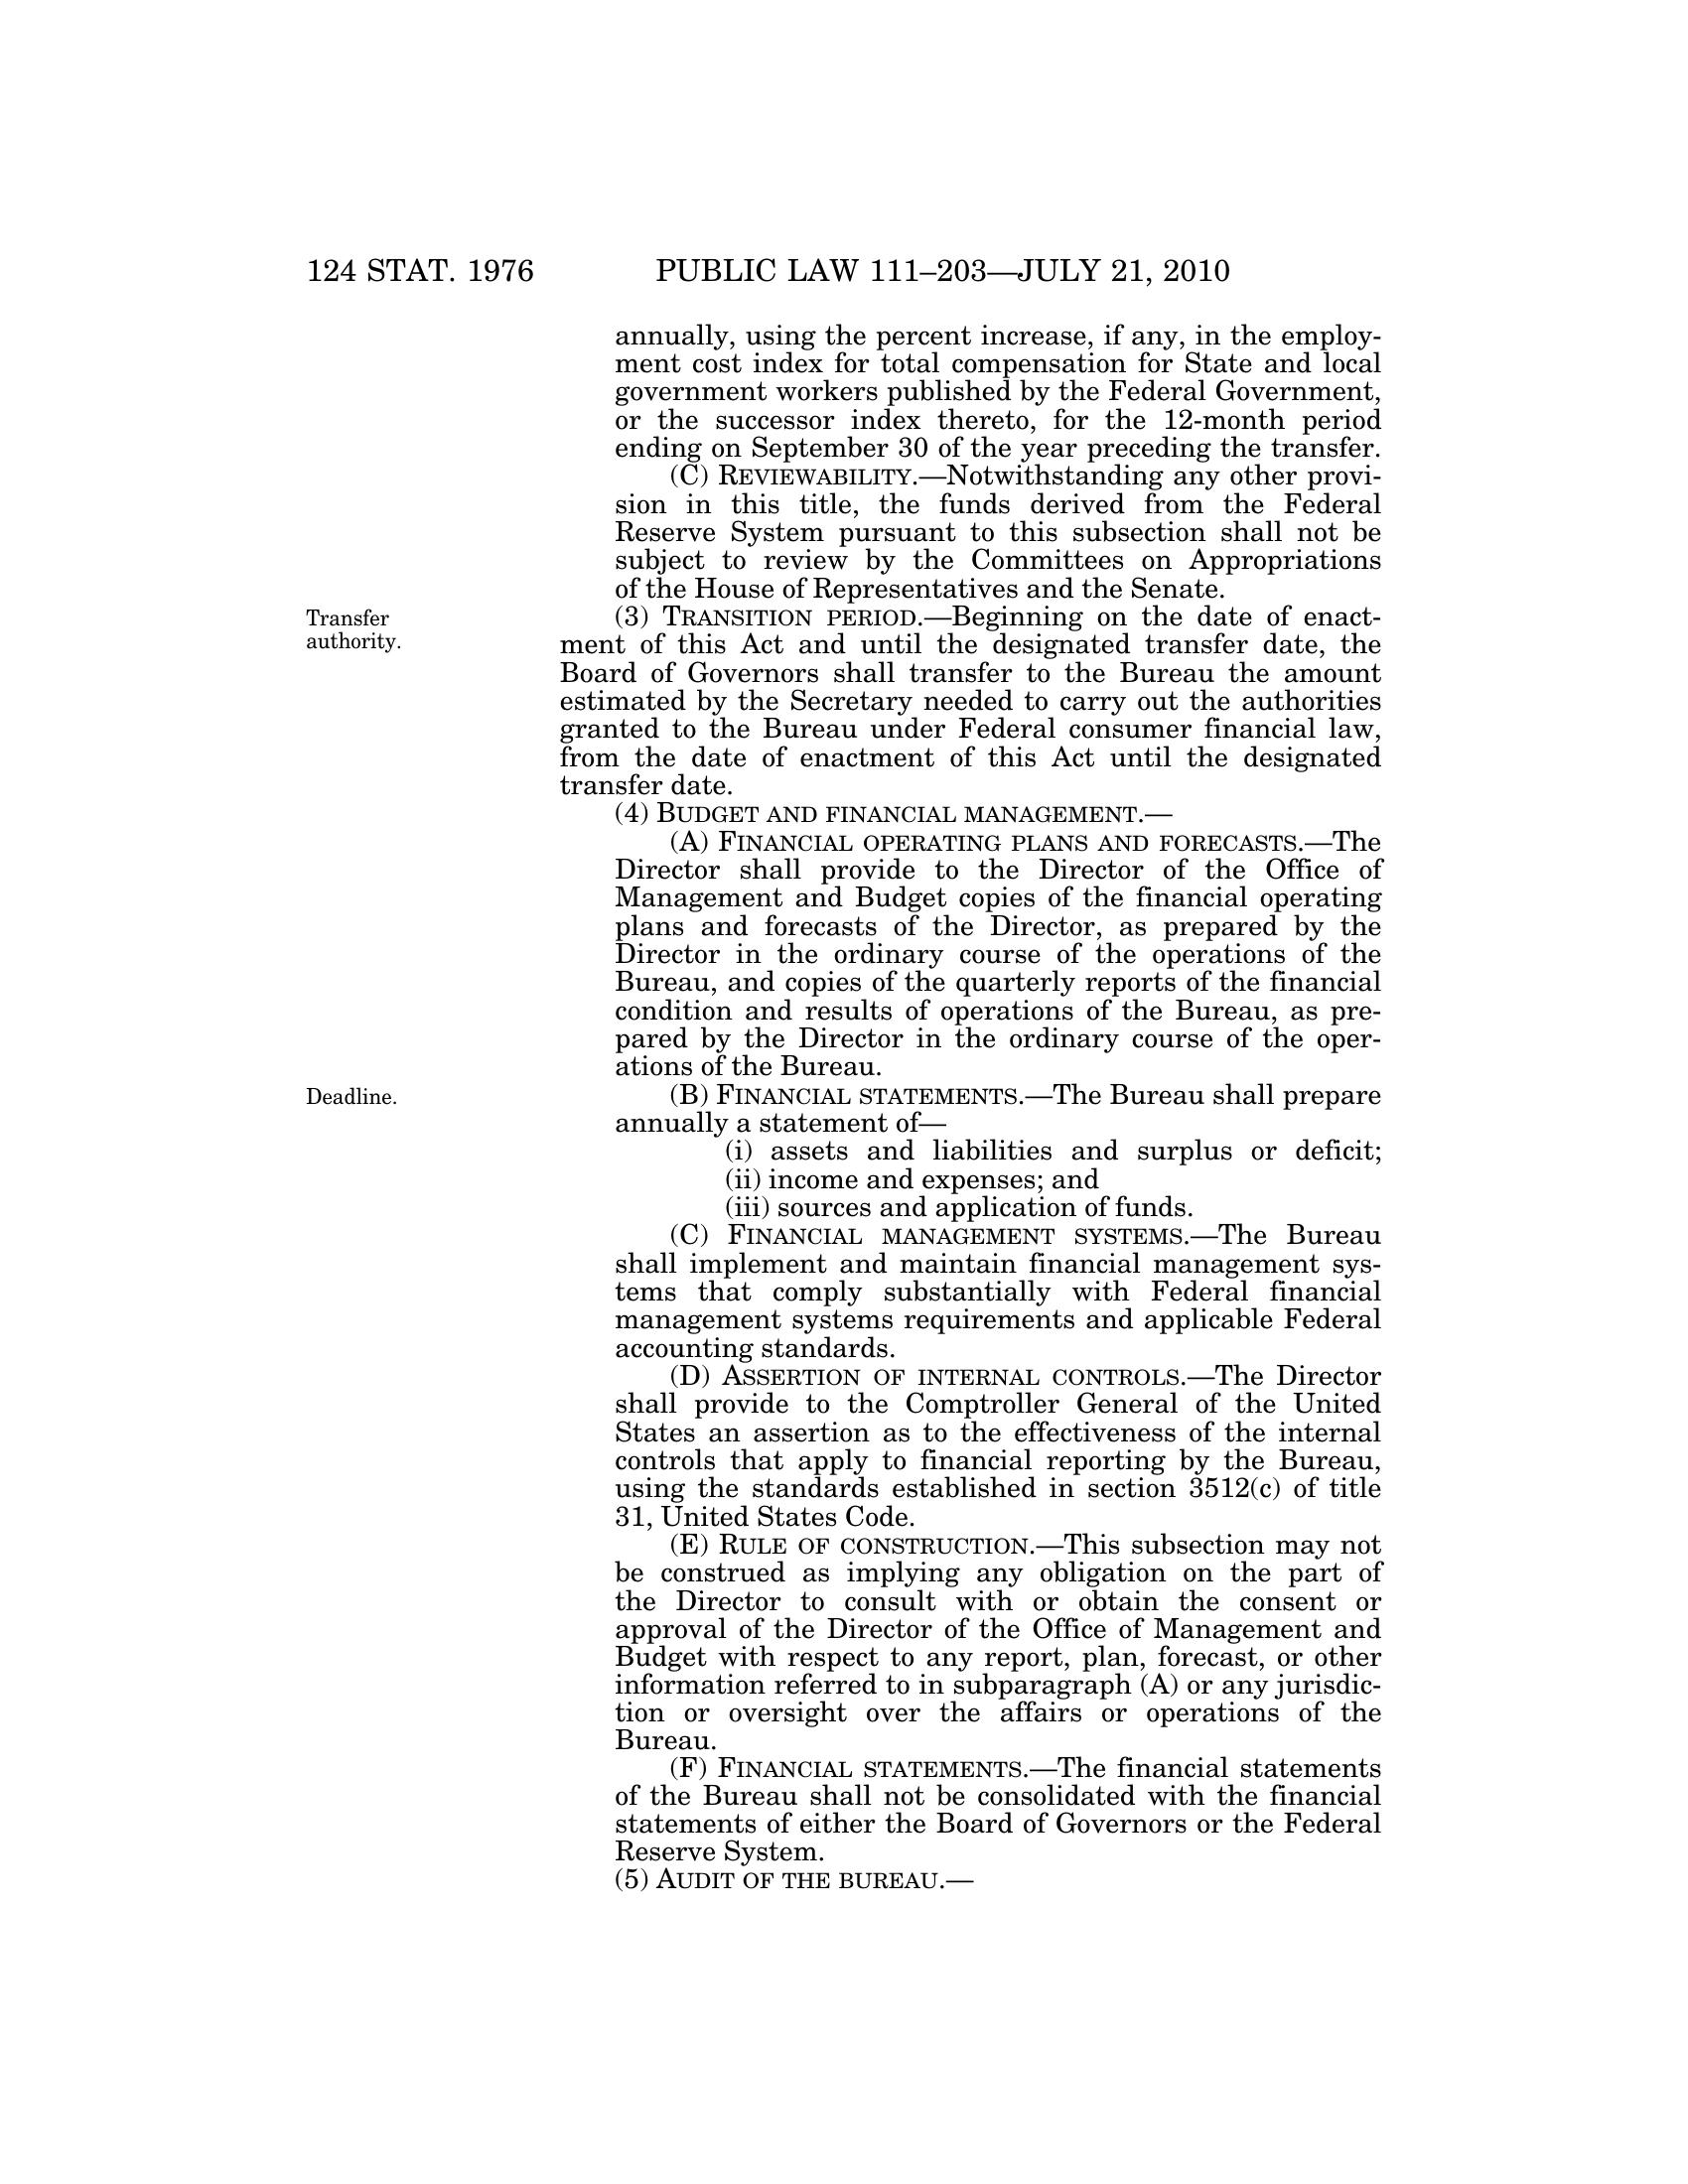 124 STAT. 1976 PUBLIC LAW 111–203—JULY 21, 2010
annually, using the percent increase, if any, in the employ-
ment cost index for total compensation for State and local
government workers published by the Federal Government,
or the successor index thereto, for the 12-month period
ending on September 30 of the year preceding the transfer.
(C) REVIEWABILITY.—Notwithstanding any other provi-
sion in this title, the funds derived from the Federal
Reserve System pursuant to this subsection shall not be
subject to review by the Committees on Appropriations
of the House of Representatives and the Senate.
Transfer
authority.
(3) TRANSITION PERIOD.—Beginning on the date of enact-
ment of this Act and until the designated transfer date, the
Board of Governors shall transfer to the Bureau the amount
estimated by the Secretary needed to carry out the authorities
granted to the Bureau under Federal consumer financial law,
from the date of enactment of this Act until the designated
transfer date.
(4) BUDGET AND FINANCIAL MANAGEMENT.—
(A) FINANCIAL OPERATING PLANS AND FORECASTS.—The
Director shall provide to the Director of the Office of
Management and Budget copies of the financial operating
plans and forecasts of the Director, as prepared by the
Director in the ordinary course of the operations of the
Bureau, and copies of the quarterly reports of the financial
condition and results of operations of the Bureau, as pre-
pared by the Director in the ordinary course of the oper-
ations of the Bureau.
Deadline.
(B) FINANCIAL STATEMENTS.—The Bureau shall prepare
annually a statement of—
(i) assets and liabilities and surplus or deficit;
(ii) income and expenses; and
(iii) sources and application of funds.
(C) FINANCIAL MANAGEMENT SYSTEMS.—The Bureau
shall implement and maintain financial management sys-
tems that comply substantially with Federal financial
management systems requirements and applicable Federal
accounting standards.
(D) ASSERTION OF INTERNAL CONTROLS.—The Director
shall provide to the Comptroller General of the United
States an assertion as to the effectiveness of the internal
controls that apply to financial reporting by the Bureau,
using the standards established in section 3512(c) of title
31, United States Code.
(E) RULE OF CONSTRUCTION.—This subsection may not
be construed as implying any obligation on the part of
the Director to consult with or obtain the consent or
approval of the Director of the Office of Management and
Budget with respect to any report, plan, forecast, or other
information referred to in subparagraph (A) or any jurisdic-
tion or oversight over the affairs or operations of the
Bureau.
(F) FINANCIAL STATEMENTS.—The financial statements
of the Bureau shall not be consolidated with the financial
statements of either the Board of Governors or the Federal
Reserve System.
(5) AUDIT OF THE BUREAU.—